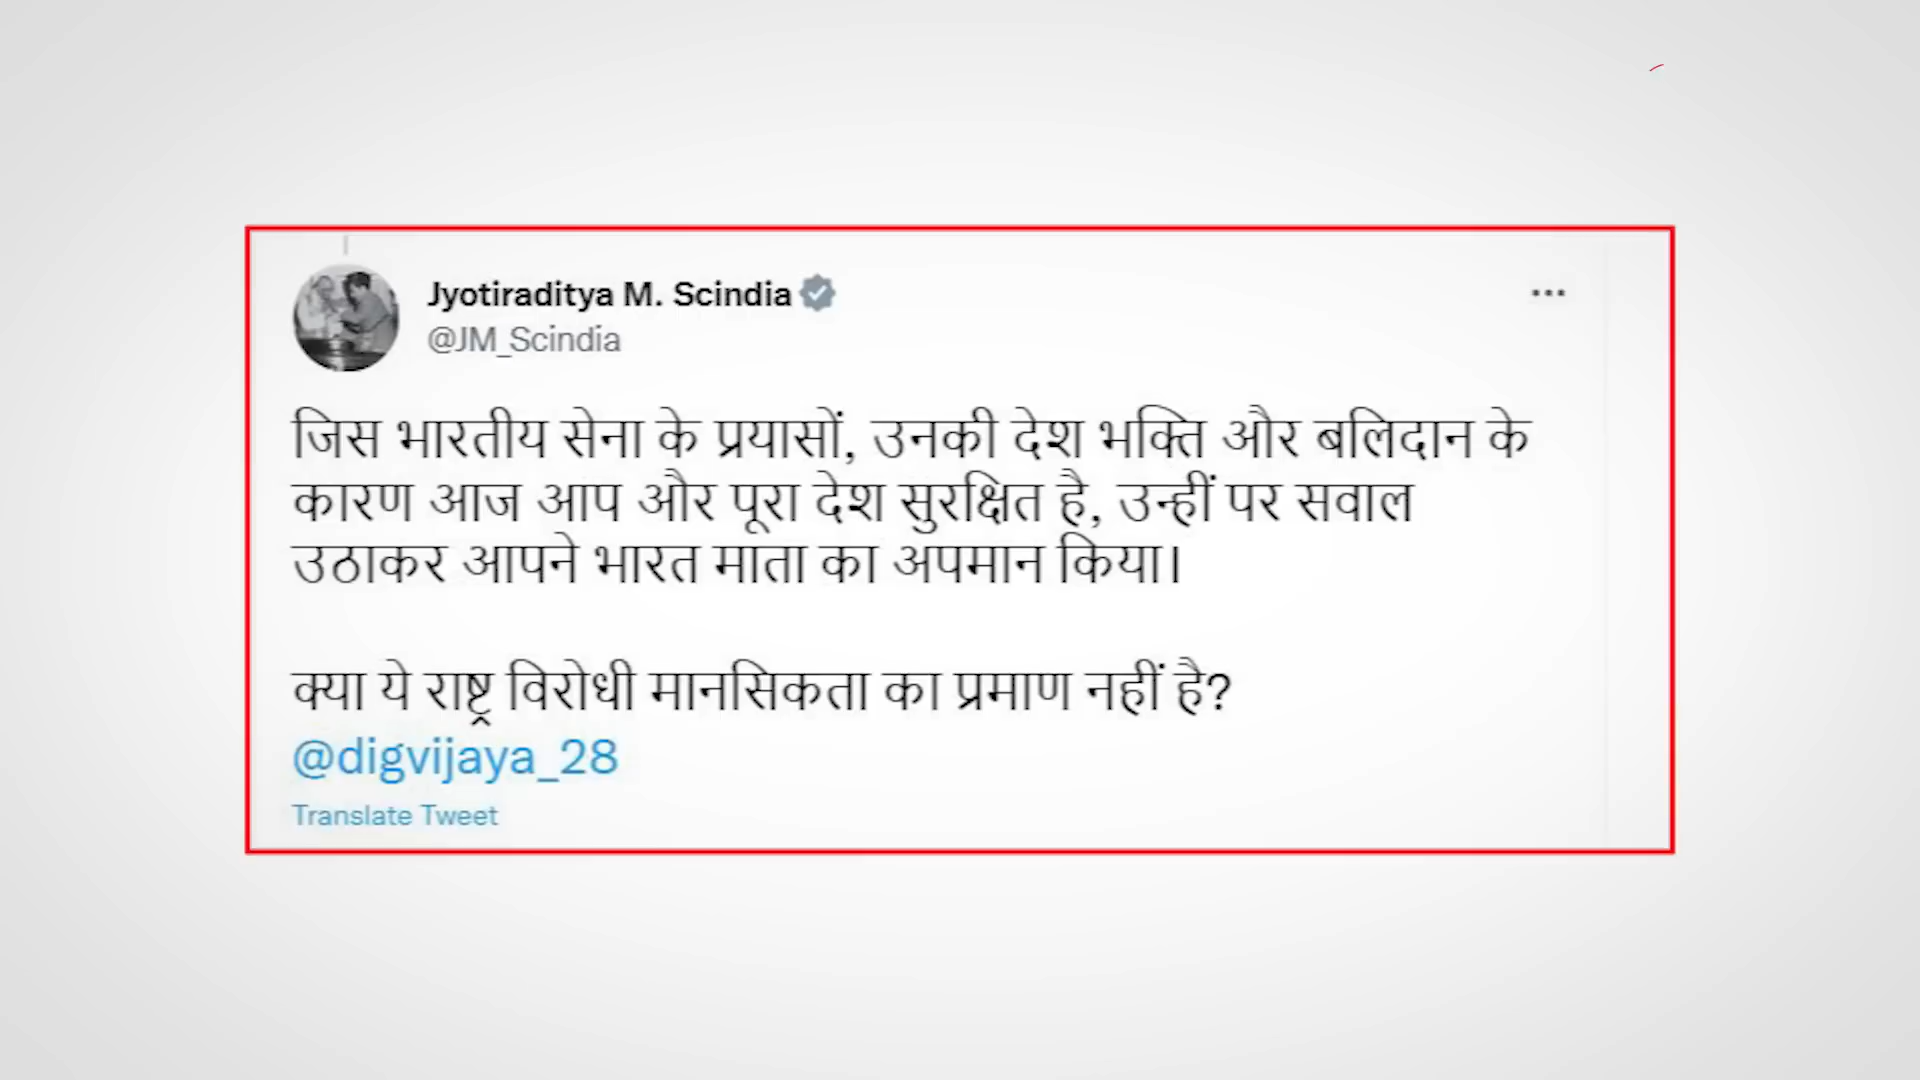 Jyotiraditya M. Scindia
@JM_Scindia
जिस भारतीय सेना के प्रयासों, उनकी देश भक्ति और बलिदान के
कारण आज आप और पूरा देश सुरक्षित है, उन्हीं पर सवाल
उठाकर आपने भारत माता का अपमान किया।
क्या ये राष्ट्र विरोधी मानसिकता का प्रमाण नहीं है?
@digvijaya_28
Translate Tweet